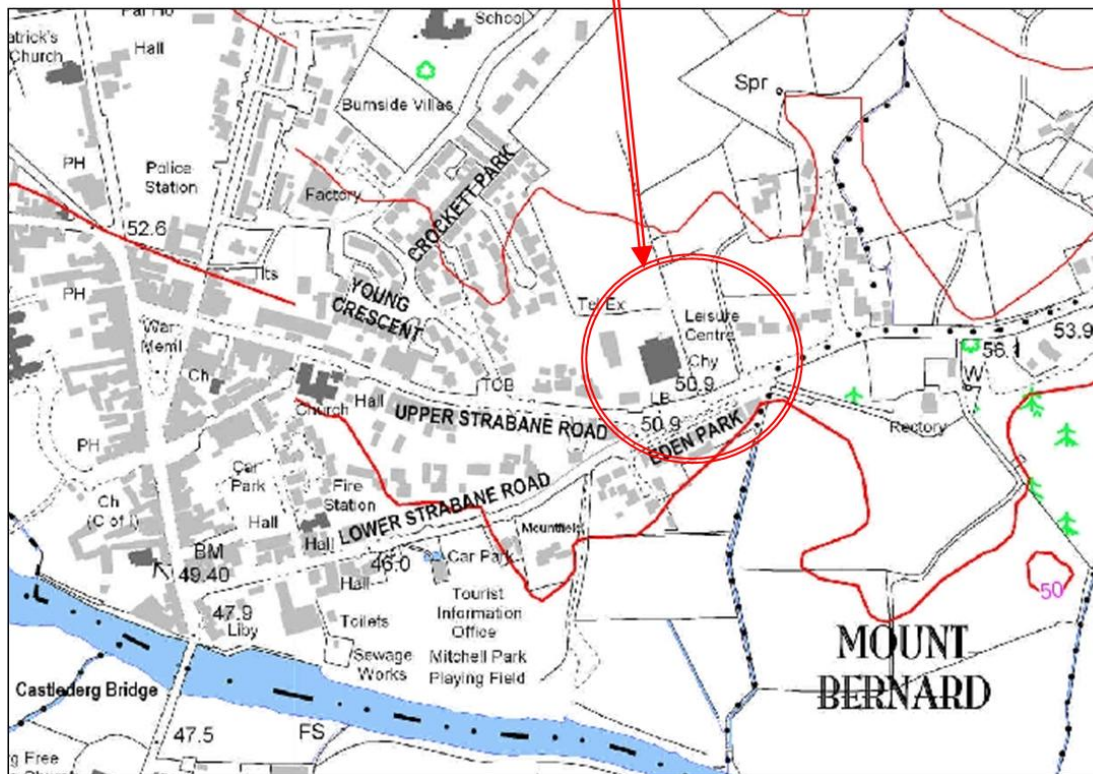 Hall
School
atrick's
Church
Burnside Villas
Spr
PH
Police
Station
Factory
CROCKETT PARK
52.6
PH
War
Meml
YOUNG
CRESCENT
Tel Ex
Leisure
Centre
Chy
53.9
Ch
TCB
50.9
LB
W
Church
Hall
UPPER STRABANE ROAD
50.9
EDEN PARK
Rectory
PH
Car
Park
Fire
Station
LOWER STRABANE ROAD
Ch
(C of I)
Hall
Hall
Mountfield
BM
49.40
46.0
Car Park
Hall
50
47.9
Liby
Toilets
Tourist
Information
Office
Sewage
Works
Mitchell Park
Playing Field
MOUNT
BERNARD
Castlederg Bridge
47.5
FS
g Free